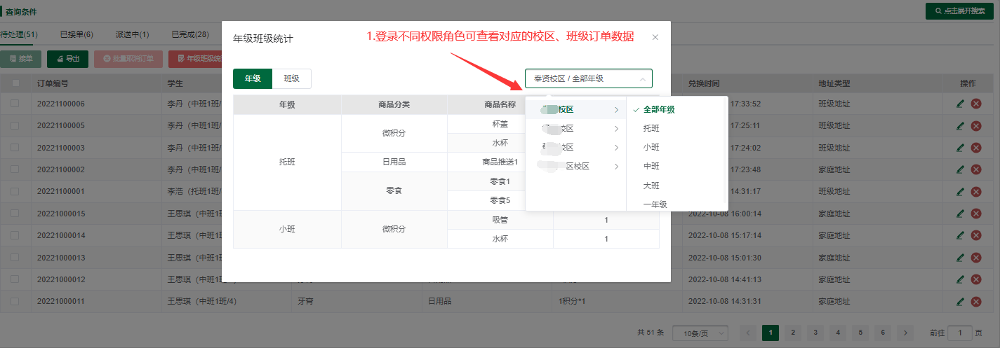 查询条件
点击展开搜索
待处理(51) 已接单(6) 派送中(1) 已完成(28)
年级班级统计
1.登录不同权限角色可查看对应的校区、班级订单数据
接单 导出 批量取消订单 年级班级统
年级 班级
奉贤校区 / 全部年级
订单编号 学生 兑换时间 地址类型 操作
年级 商品分类 商品名称
校区
校区
校区
区校区
全部年级
托班
小班
中班
大班
一年级
托班 微积分 杯盖
水杯
日用品 商品推送1
零食 零食1
零食5
小班 微积分 吸管 1
水杯 1
20221100006 李丹（中班1班/ 17:33:52 班级地址
20221100005 李丹（中班1班/ 17:25:11 班级地址
20221100003 李丹（中班1班/ 17:24:02 班级地址
20221100002 李丹（中班1班/ 17:23:48 家庭地址
20221100001 李浩（托班1班/ 14:31:17 班级地址
20221000015 王思琪（中班1 2022-10-08 16:00:14 家庭地址
20221000014 王思琪（中班1 2022-10-08 15:17:14 家庭地址
20221000013 王思琪（中班1 2022-10-08 15:01:30 家庭地址
20221000012 王思琪（中班1班/4） 2022-10-08 14:41:13 家庭地址
20221000011 王思琪（中班1班/4） 牙膏 日用品 1积分*1 2022-10-08 14:31:31 家庭地址
共 51 条 10条/页 1 2 3 4 5 6 前往 1 页